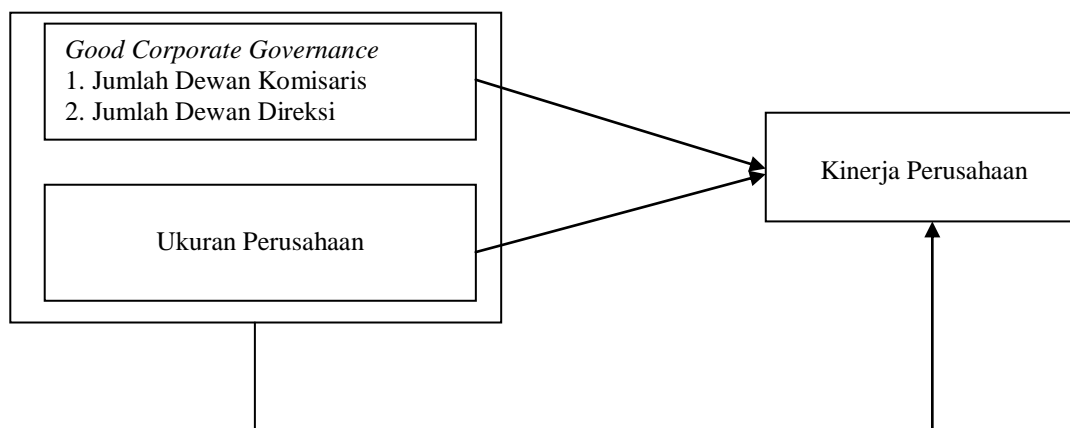 Good Corporate Governance
1. Jumlah Dewan Komisaris
2. Jumlah Dewan Direksi
Kinerja Perusahaan
Ukuran Perusahaan